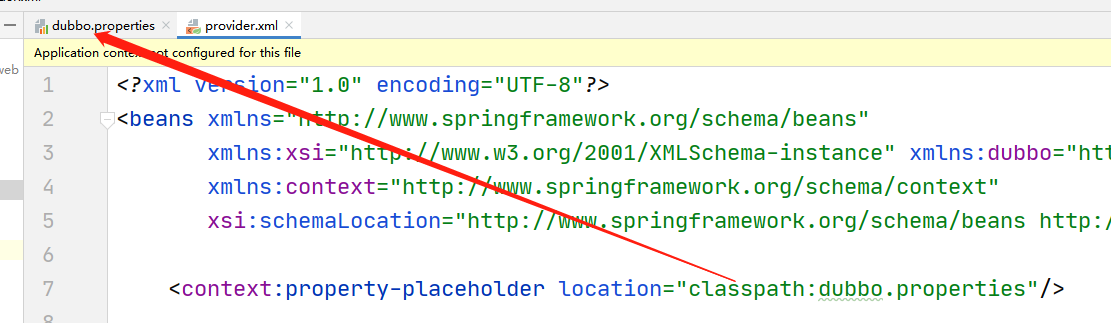 dubbo.properties provider.xml
Application context not configured for this file
web
1 <?xml version="1.0" encoding="UTF-8"?>
2 <beans xmlns="http://www.springframework.org/schema/beans"
3 xmlns:xsi="http://www.w3.org/2001/XMLSchema-instance" xmlns:dubbo="htt
4 xmlns:context="http://www.springframework.org/schema/context"
5 xsi:schemaLocation="http://www.springframework.org/schema/beans http:/
6
7 <context:property-placeholder location="classpath:dubbo.properties"/>
8